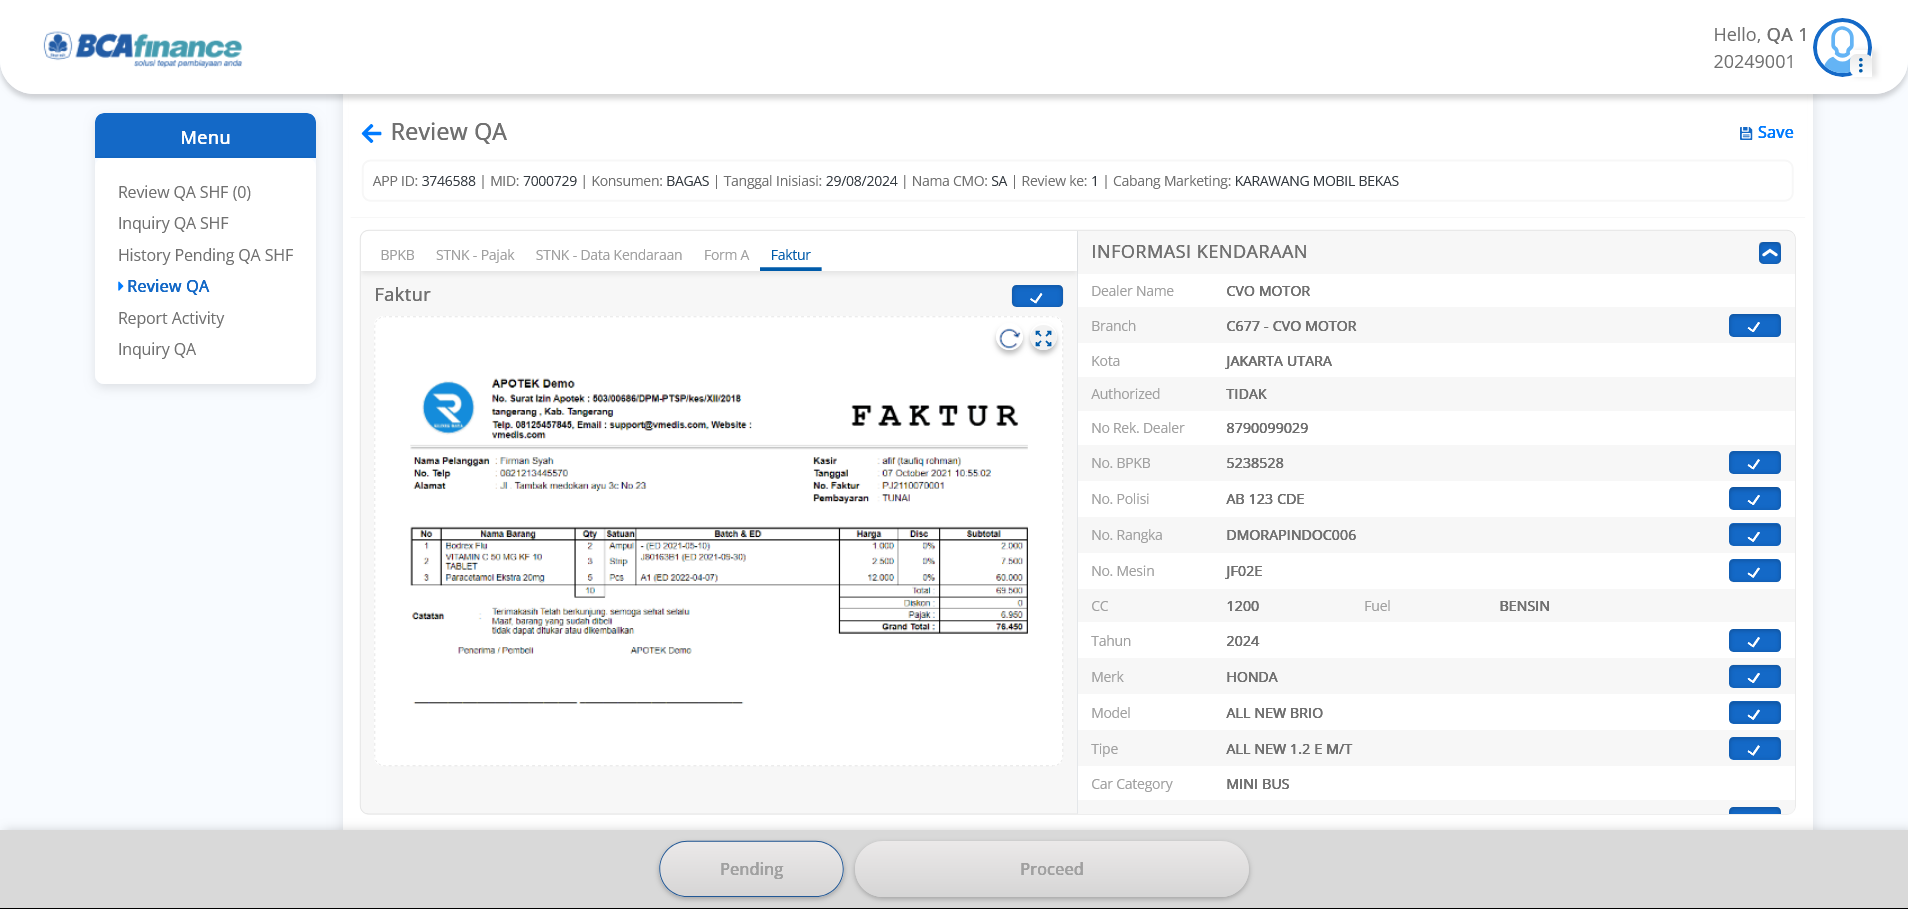 BCAfinance
solusi tepat pembiayaan anda
Hello, QA 1
20249001
Menu
Review QA SHF (0)
Inquiry QA SHF
History Pending QA SHF
Review QA
Report Activity
Inquiry QA
Review QA
Save
APP ID: 3746588 | MID: 7000729 | Konsumen: BAGAS | Tanggal Inisiasi: 29/08/2024 | Nama CMO: SA | Review ke: 1 | Cabang Marketing: KARAWANG MOBIL BEKAS
BPKB STNK - Pajak STNK - Data Kendaraan Form A Faktur
Faktur
APOTEK Demo
No. Surat Izin Apotek : 503/00686/DPM-PTSP/kes/XII/2018
tangerang , Kab. Tangerang
Telp. 08125457845, Email : support@vmedis.com, Website :
vmedis.com
FAKTUR
Nama Pelanggan : Firman Syah
No. Telp : 0821213445570
Alamat : Jl . Tambak medokan ayu 3c No 23
Kasir : afif (taufiq rohman)
Tanggal : 07 October 2021 10:55:02
No. Faktur : PJ2110070001
Pembayaran : TUNAI
No Nama Barang Qty Satuan Batch & ED Harga Disc Subtotal
1 Bodrex Flu 2 Ampul - (ED 2021-05-10) 1.000 0% 2.000
2 VITAMIN C 50 MG KF 10 TABLET 3 Strip J80163B1 (ED 2021-09-30) 2.500 0% 7.500
3 Paracetamol Ekstra 20mg 5 Pcs A1 (ED 2022-04-07) 12.000 0% 60.000
10 Total : 69.500
Diskon : 0
Pajak : 6.950
Grand Total : 76.450
Catatan : Terimakasih Telah berkunjung, semoga sehat selalu
Maaf, barang yang sudah dibeli
tidak dapat ditukar atau dikembalikan
Penerima / Pembeli APOTEK Demo
INFORMASI KENDARAAN
Dealer Name CVO MOTOR
Branch C677 - CVO MOTOR
Kota JAKARTA UTARA
Authorized TIDAK
No Rek. Dealer 8790099029
No. BPKB 5238528
No. Polisi AB 123 CDE
No. Rangka DMORAPINDOC006
No. Mesin JF02E
CC 1200 Fuel BENSIN
Tahun 2024
Merk HONDA
Model ALL NEW BRIO
Tipe ALL NEW 1.2 E M/T
Car Category MINI BUS
Pending
Proceed